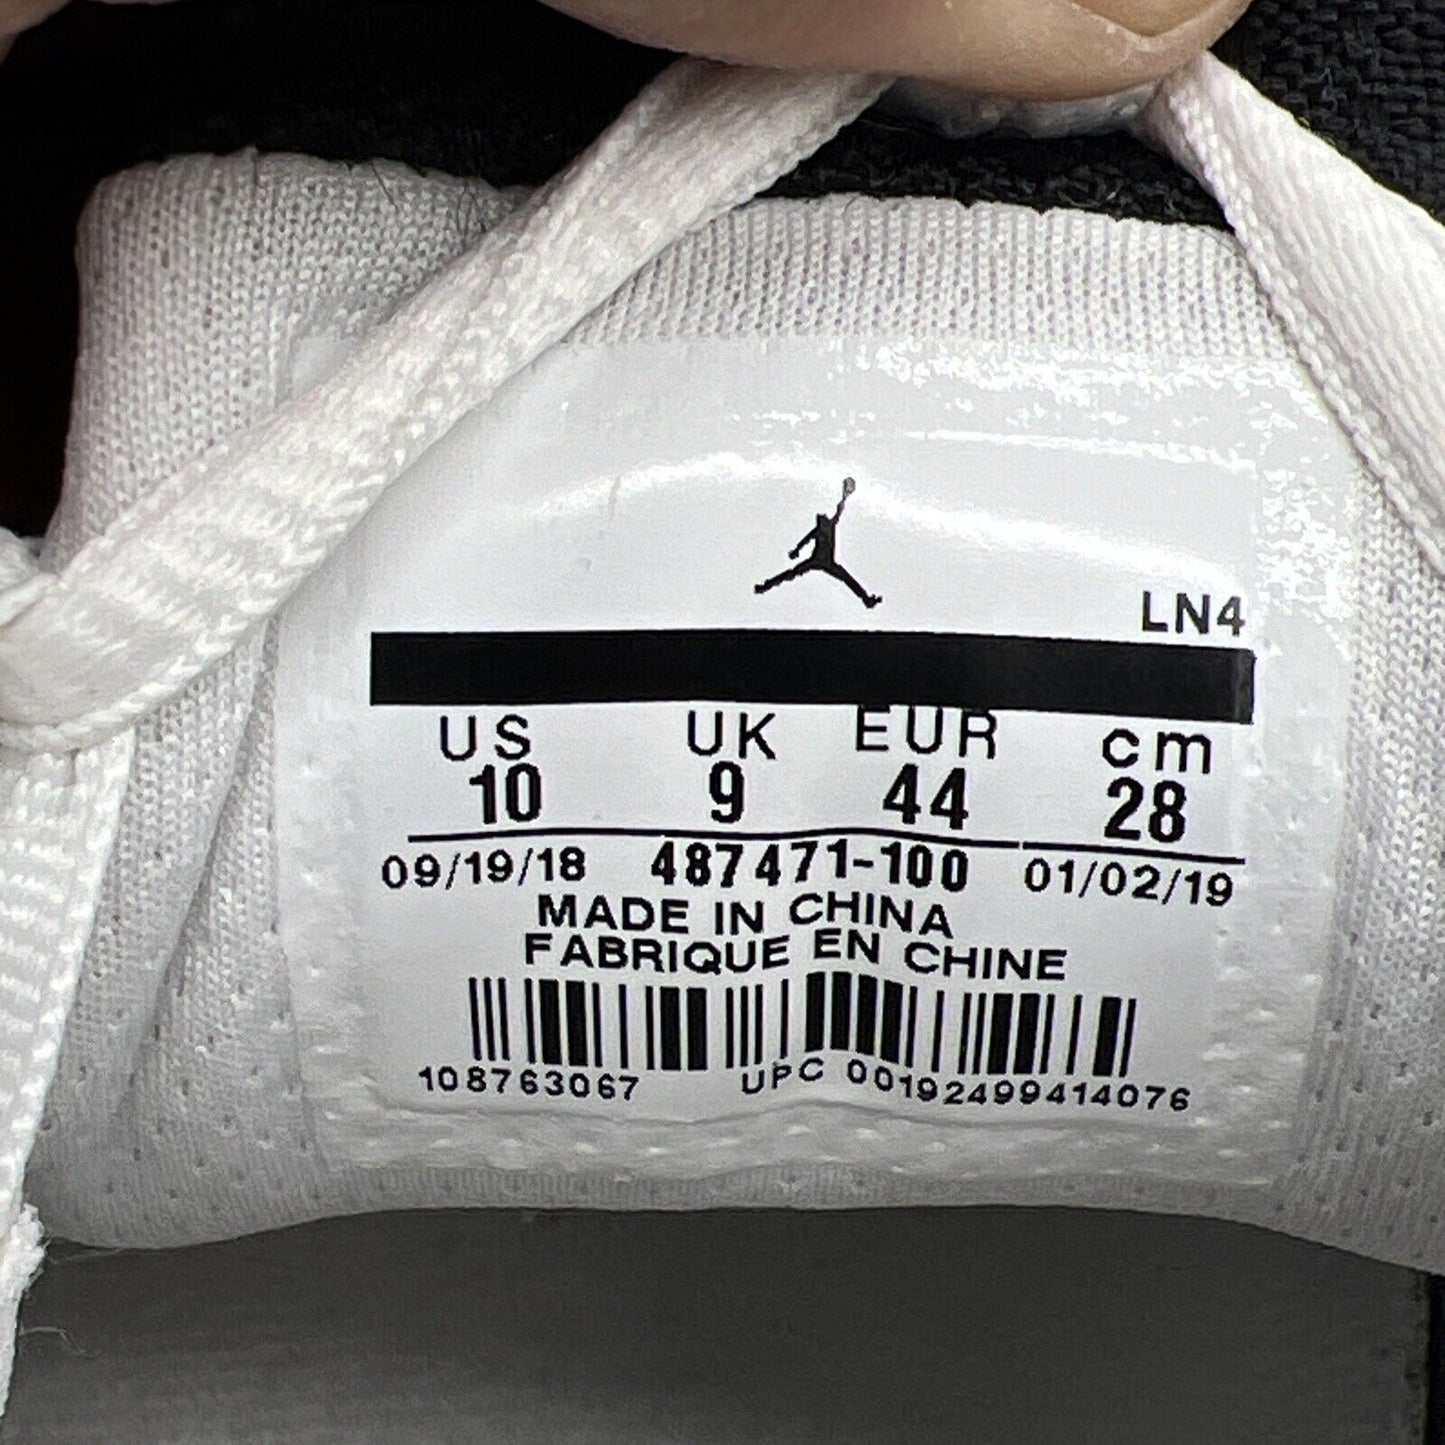 LN4
US UK EUR cm
10 9 44 28
09/19/18 487471-100 01/02/19
MADE IN CHINA
FABRIQUE EN CHINE
108763067 UPC 00192499414076